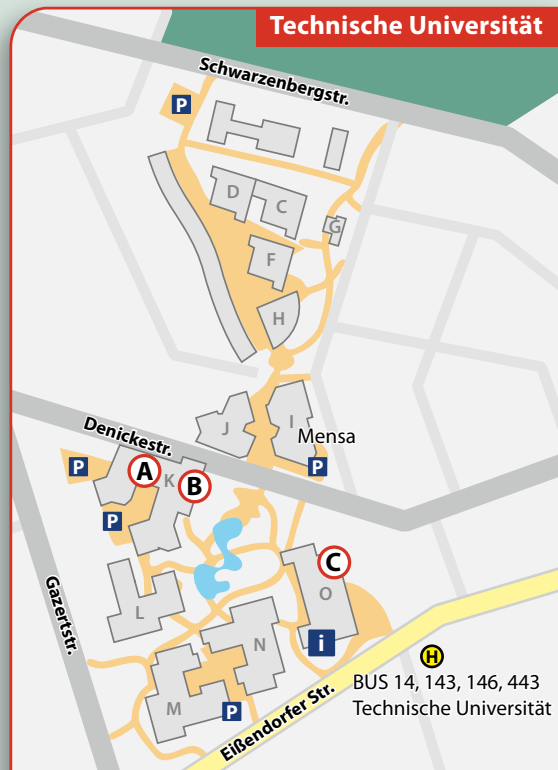 Technische Universität
Schwarzenbergstr.
P
D
C
G
F
H
J
I
Mensa
Denickestr.
P
P
A
K
B
P
Gazertstr.
C
O
L
i
N
H
M
P
BUS 14, 143, 146, 443
Technische Universität
Eißendorfer Str.